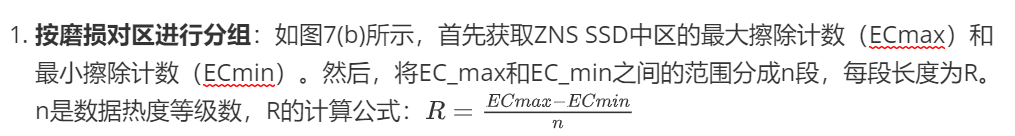 1. 按磨损对区进行分组：如图7(b)所示，首先获取ZNS SSD中区的最大擦除计数（ECmax）和
最小擦除计数（ECmin）。然后，将EC_max和EC_min之间的范围分成n段，每段长度为R。
n是数据热度等级数，R的计算公式：R = \frac{ECmax-ECmin}{n}